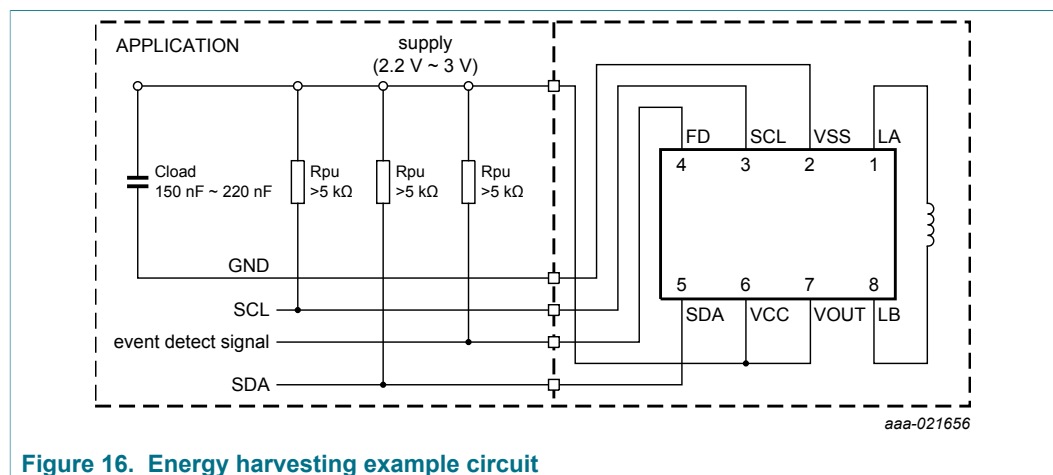 APPLICATION
supply
(2.2 V ~ 3 V)
FD SCL VSS LA
4 3 2 1
Cload
150 nF ~ 220 nF
Rpu
>5 kΩ
Rpu
>5 kΩ
Rpu
>5 kΩ
GND
SCL
event detect signal
SDA
5 6 7 8
SDA VCC VOUT LB
aaa-021656
Figure 16. Energy harvesting example circuit